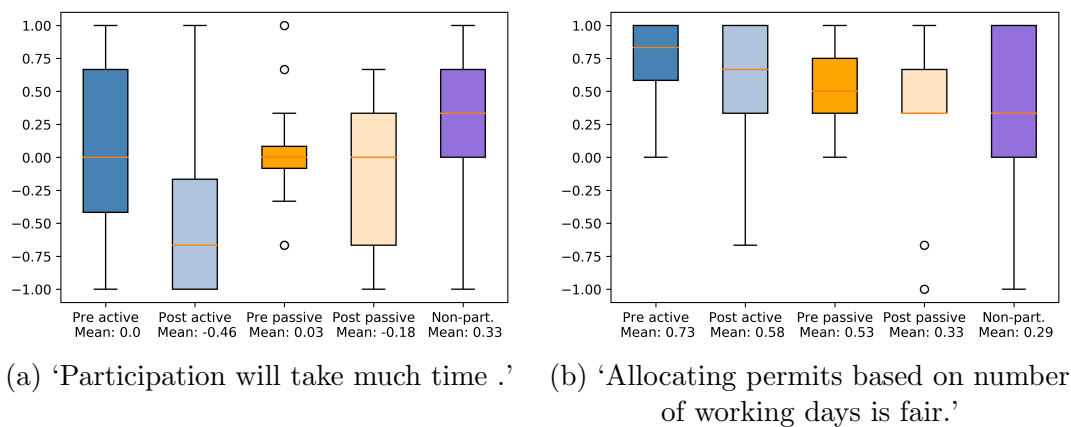 1.00
0.75
0.50
0.25
0.00
−0.25
−0.50
−0.75
−1.00
Pre active Post active Pre passive Post passive Non-part.
Mean: 0.0 Mean: -0.46 Mean: 0.03 Mean: -0.18 Mean: 0.33
(a) ‘Participation will take much time .’
1.00
0.75
0.50
0.25
0.00
−0.25
−0.50
−0.75
−1.00
Pre active Post active Pre passive Post passive Non-part.
Mean: 0.73 Mean: 0.58 Mean: 0.53 Mean: 0.33 Mean: 0.29
(b) ‘Allocating permits based on number
of working days is fair.’